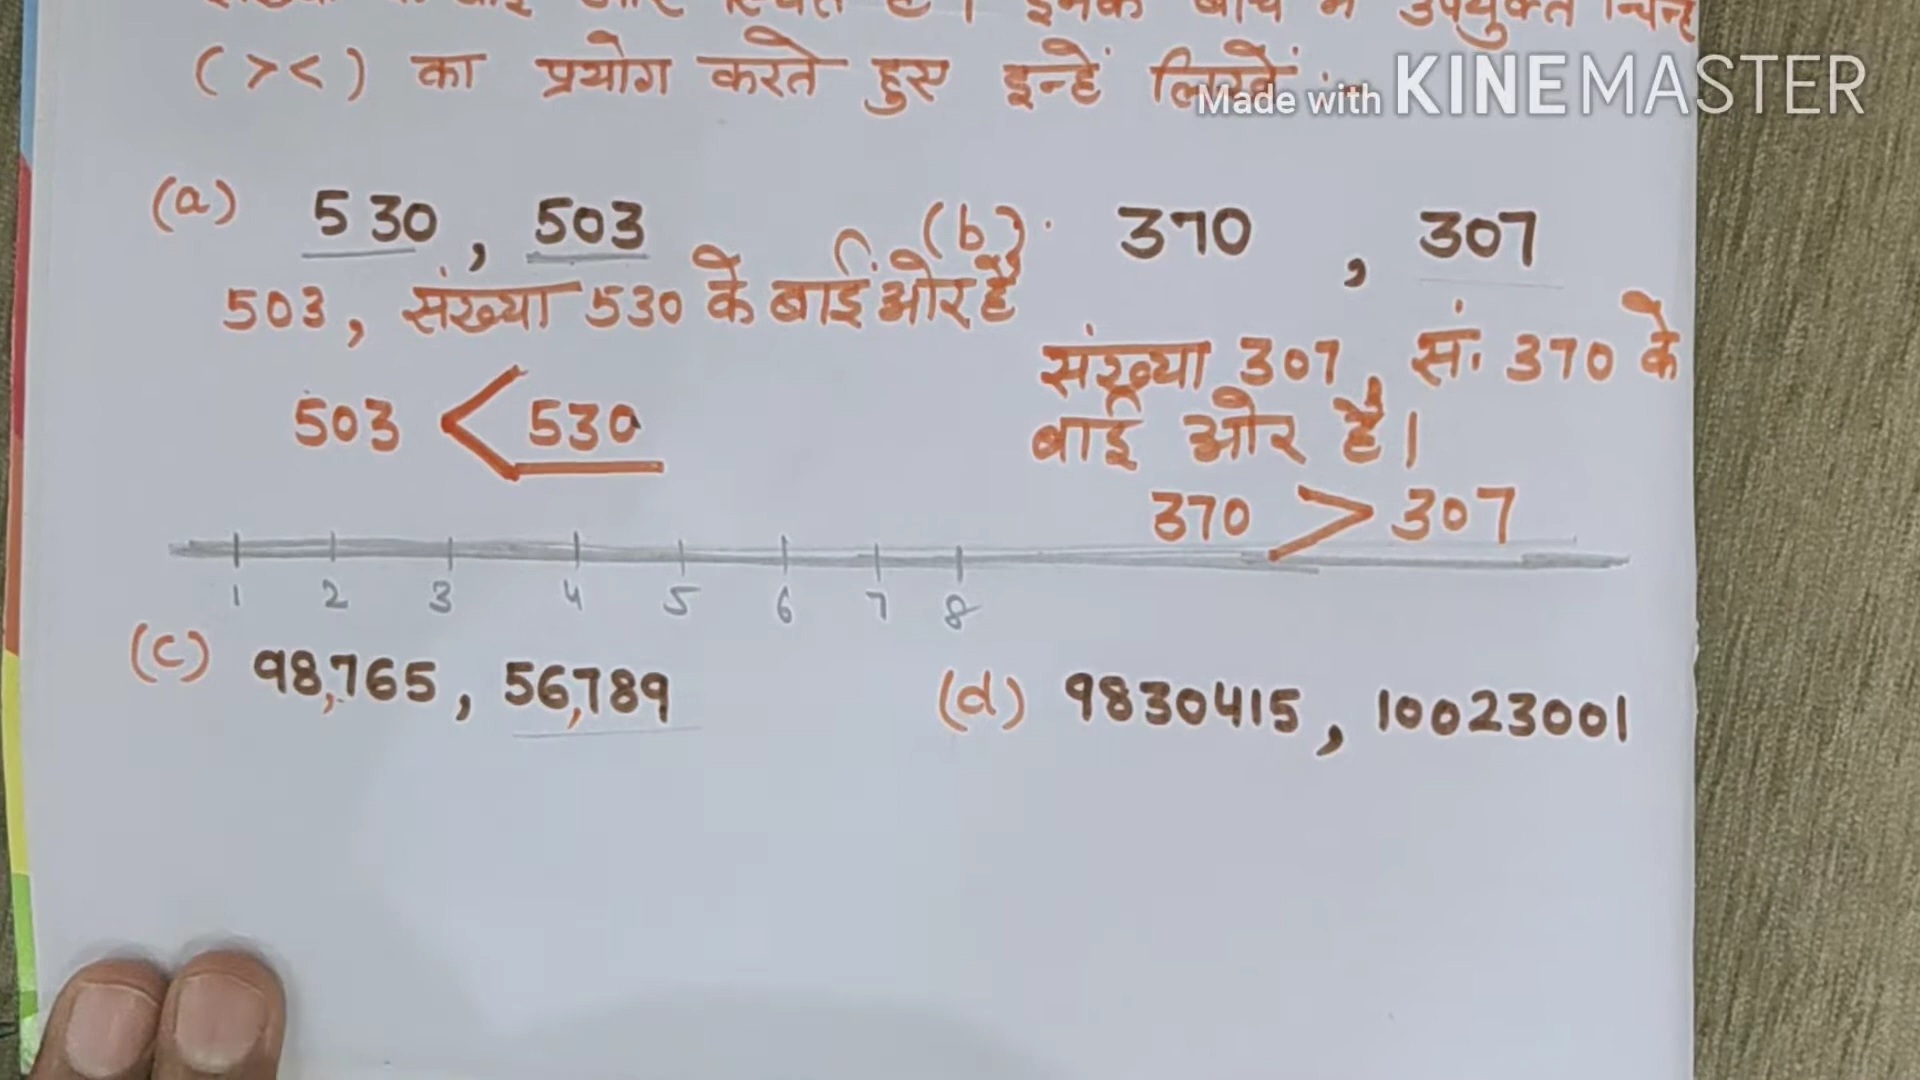 (><) का प्रयोग करते हुए इन्हें लिखें :-
Made with KINEMASTER
(a) 530, 503
503, संख्या 530 के बाईं ओर है
503 < 530
(b). 370, 307
संख्या 307, सं. 370 के
बाईं ओर है।
370 > 307
1 2 3 4 5 6 7 8
(c) 98,765, 56,789
(d) 9830415, 10023001